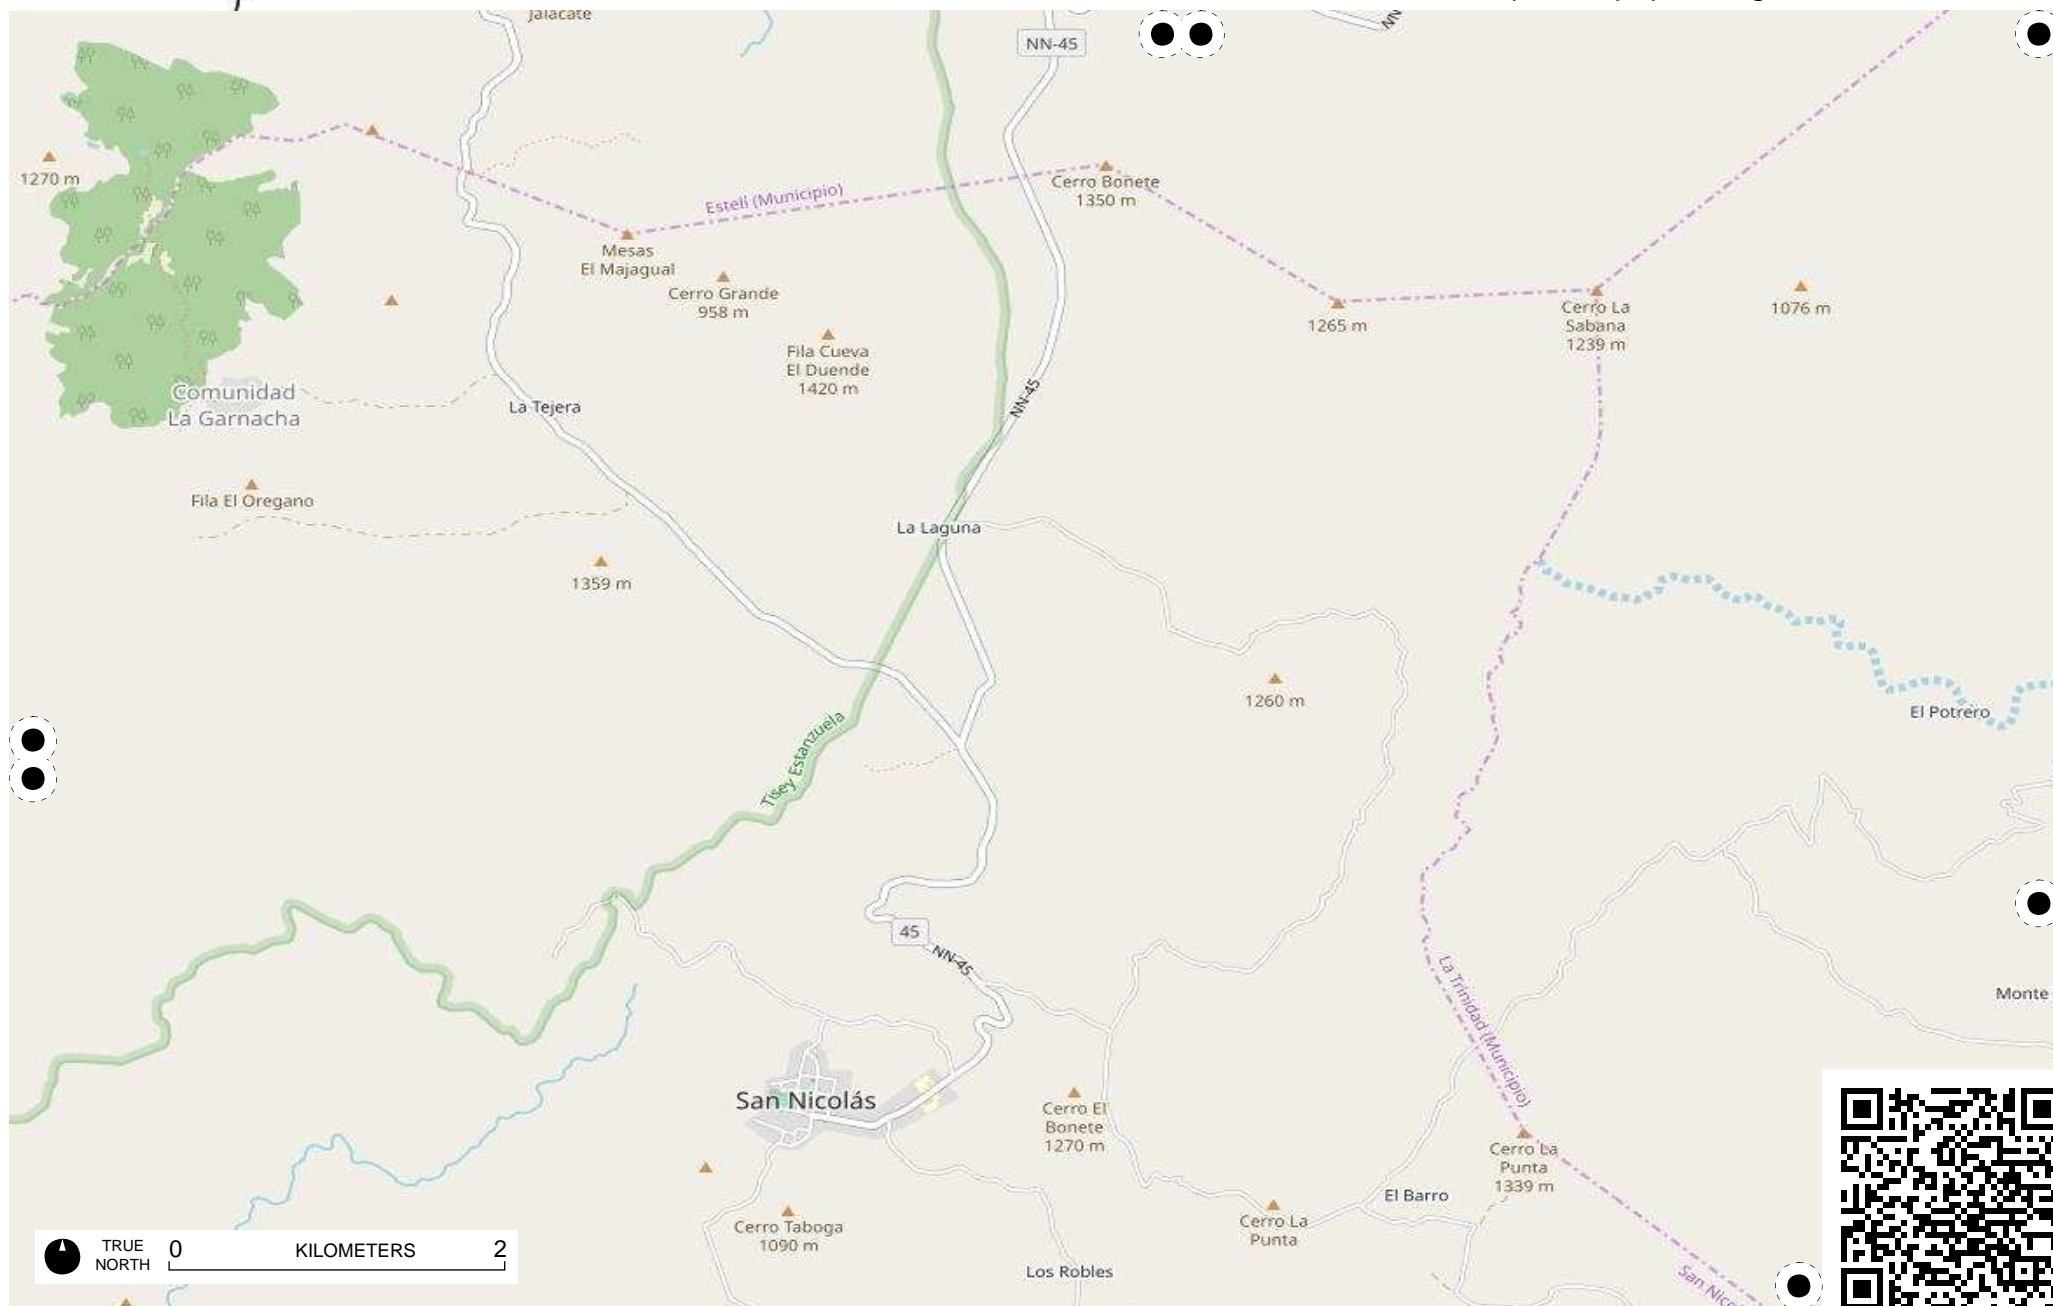 Jalacate
NN-45
NN
1270 m
Cerro Bonete
1350 m
Estelí (Municipio)
Mesas
El Majagual
Cerro Grande
958 m
1265 m
Cerro La
Sabana
1239 m
1076 m
Fila Cueva
El Duende
1420 m
NN-45
Comunidad
La Garnacha
La Tejera
Fila El Oregano
La Laguna
1359 m
1260 m
El Potrero
Tisey Estanzuela
45
NN-45
La Trinidad (Municipio)
Monte
San Nicolás
Cerro El
Bonete
1270 m
Cerro La
Punta
1339 m
El Barro
Cerro Taboga
1090 m
Cerro La
Punta
Los Robles
San Nico
TRUE
NORTH
0 KILOMETERS 2